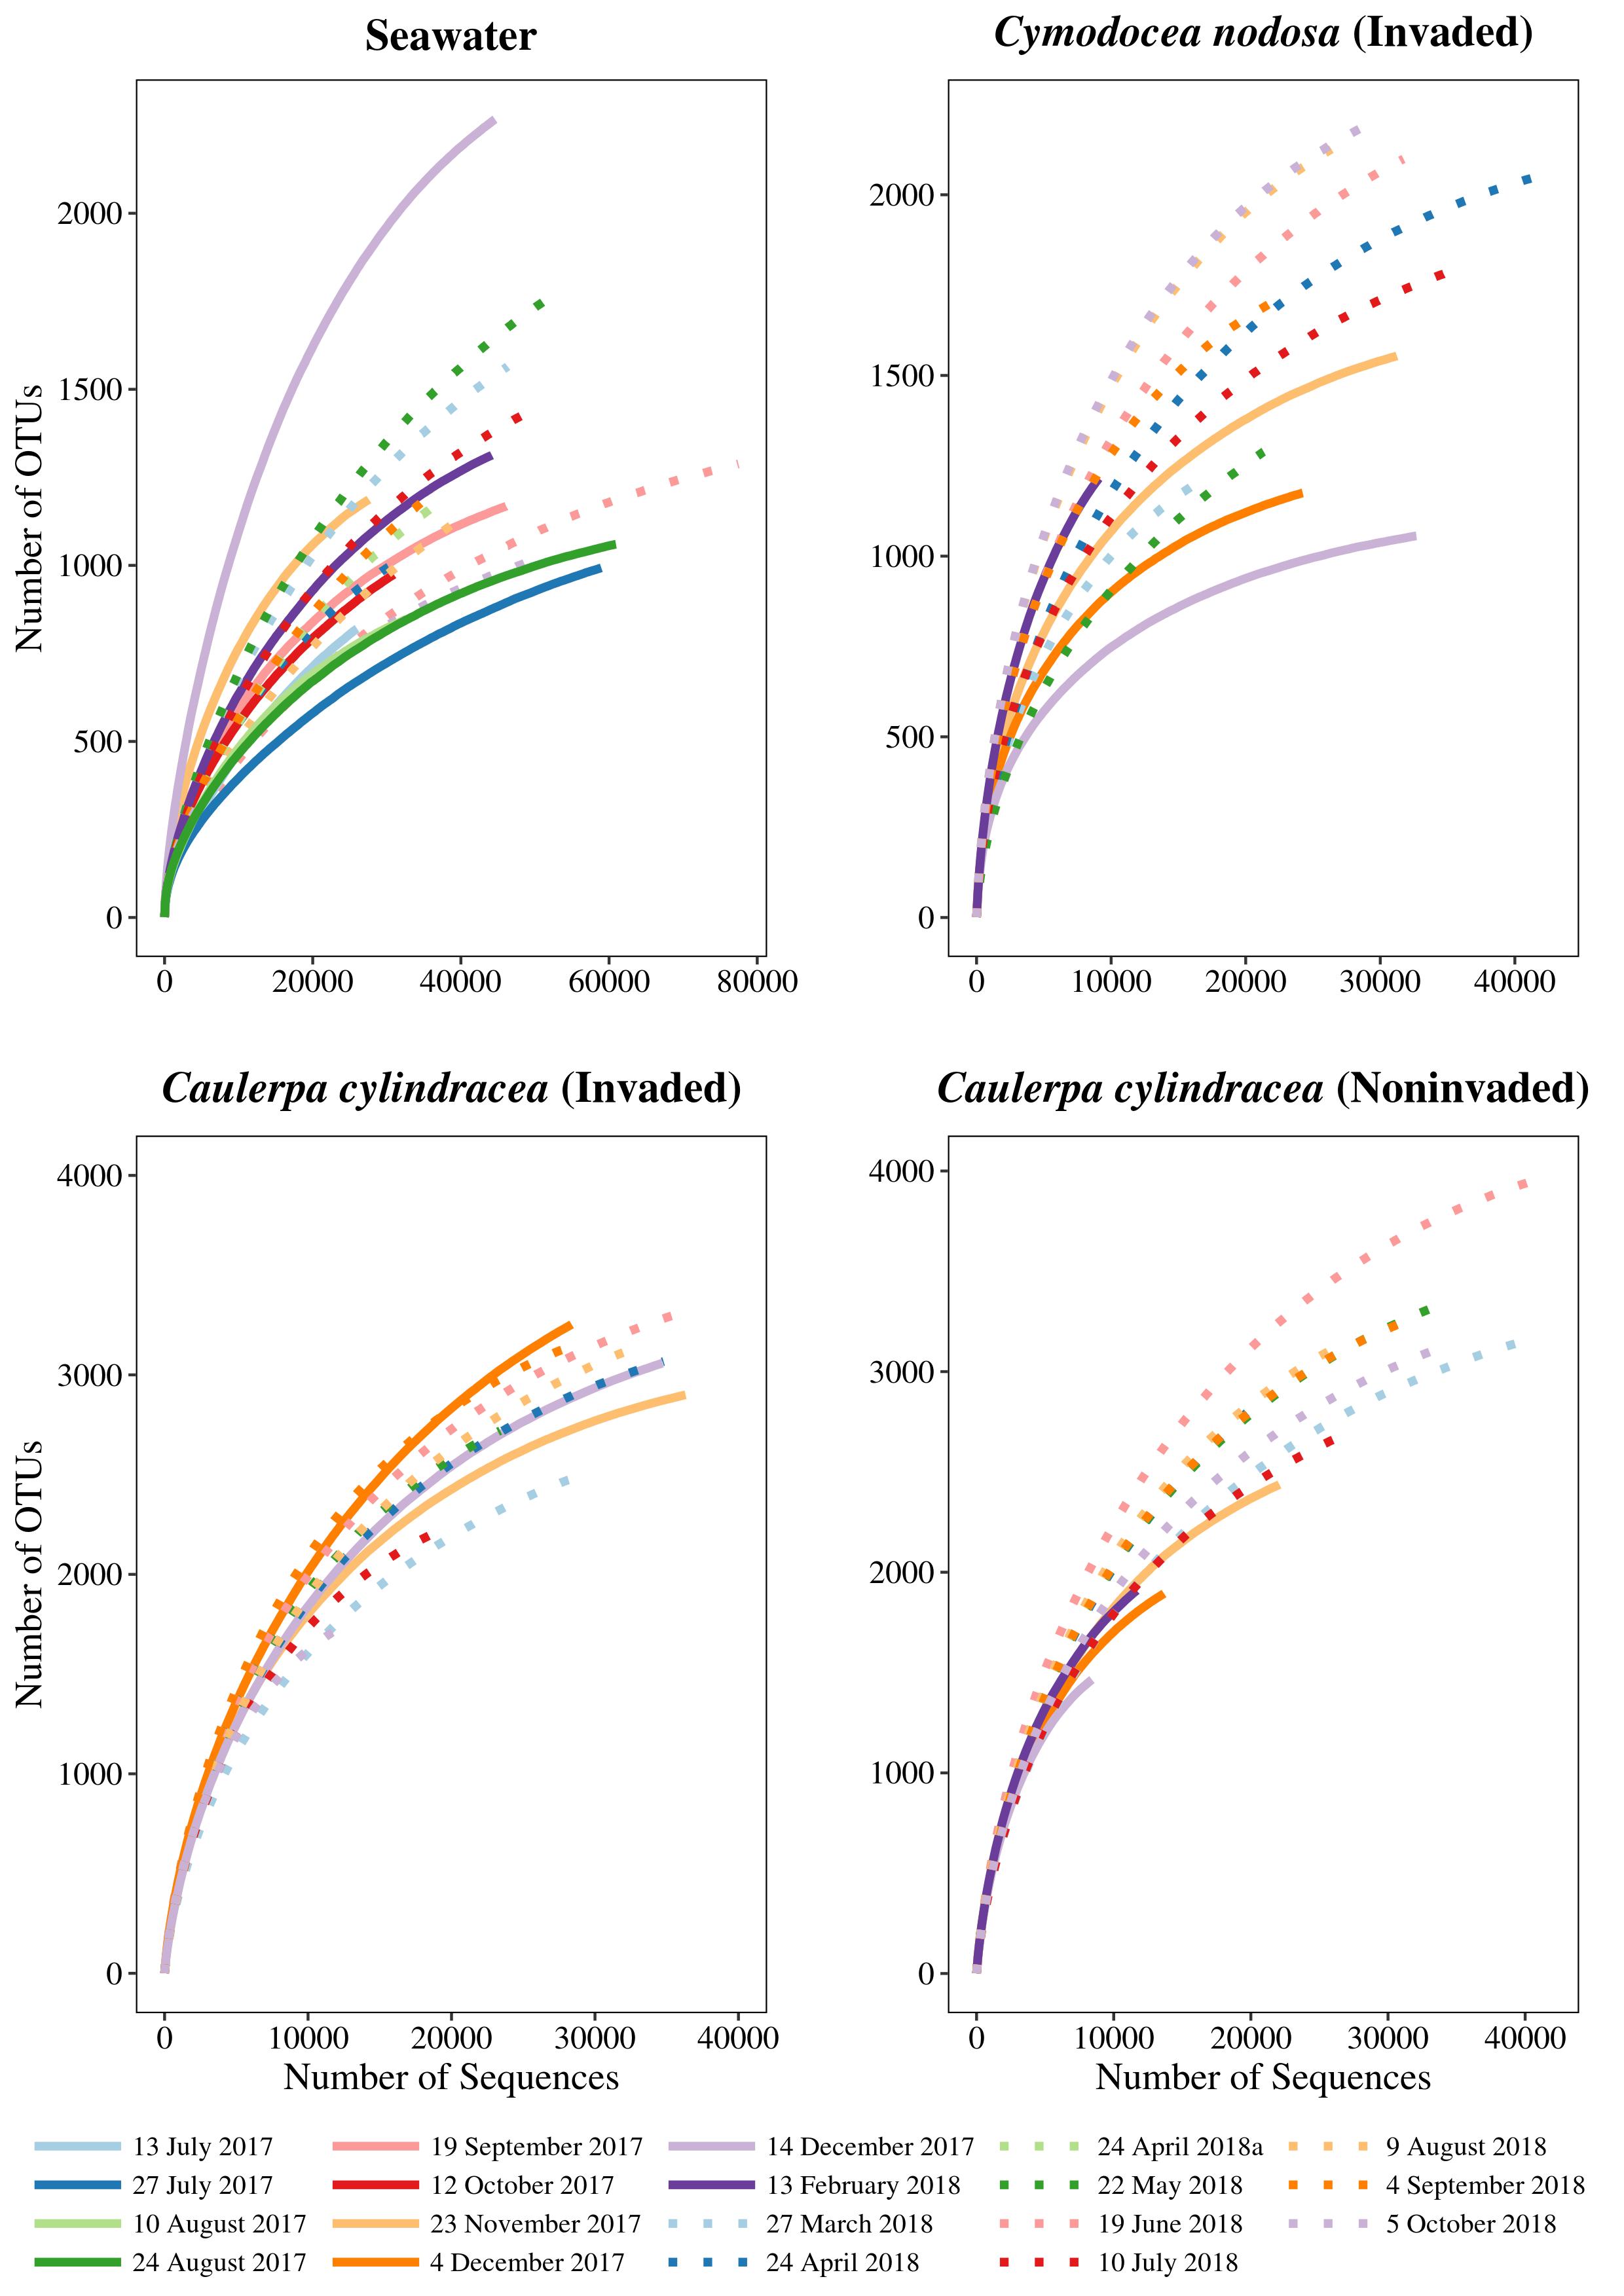 Seawater
Cymodocea nodosa (Invaded)
Number of OTUs
2000
1500
1000
500
0
0 20000 40000 60000 80000
2000
1500
1000
500
0
0 10000 20000 30000 40000
Caulerpa cylindracea (Invaded)
Caulerpa cylindracea (Noninvaded)
Number of OTUs
4000
3000
2000
1000
0
0 10000 20000 30000 40000
Number of Sequences
4000
3000
2000
1000
0
0 10000 20000 30000 40000
Number of Sequences
13 July 2017
27 July 2017
10 August 2017
24 August 2017
19 September 2017
12 October 2017
23 November 2017
4 December 2017
14 December 2017
13 February 2018
27 March 2018
24 April 2018
24 April 2018a
22 May 2018
19 June 2018
10 July 2018
9 August 2018
4 September 2018
5 October 2018